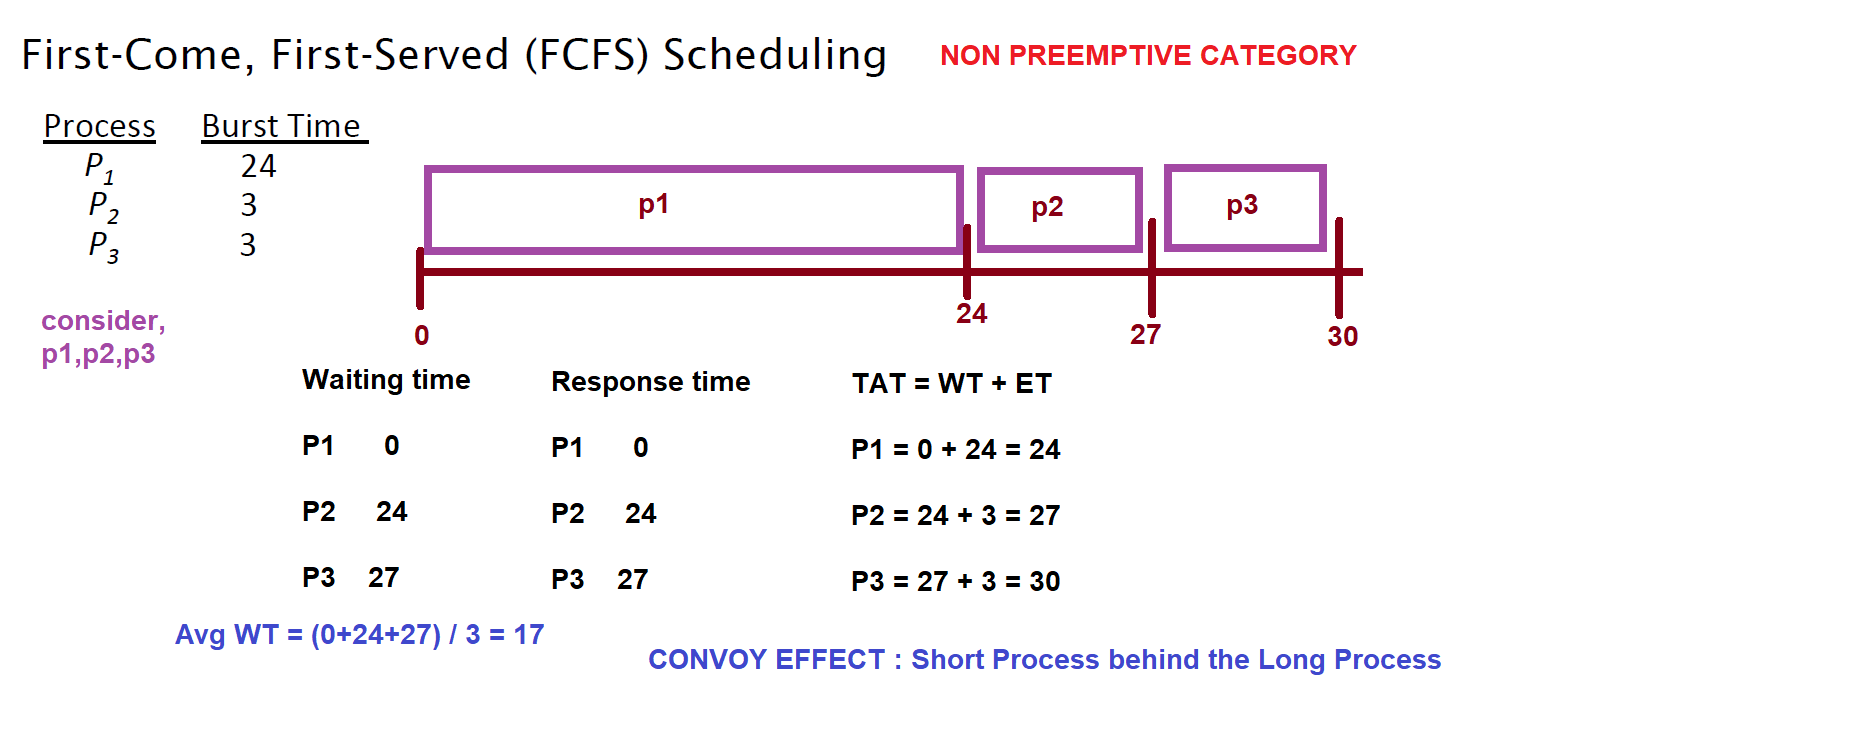 First-Come, First-Served (FCFS) Scheduling NON PREEMPTIVE CATEGORY
Process Burst Time
P1 24
P2 3
P3 3
p1 p2 p3
0 24 27 30
consider,
p1,p2,p3
Waiting time Response time TAT = WT + ET
P1 0 P1 0 P1 = 0 + 24 = 24
P2 24 P2 24 P2 = 24 + 3 = 27
P3 27 P3 27 P3 = 27 + 3 = 30
Avg WT = (0+24+27) / 3 = 17
CONVOY EFFECT : Short Process behind the Long Process